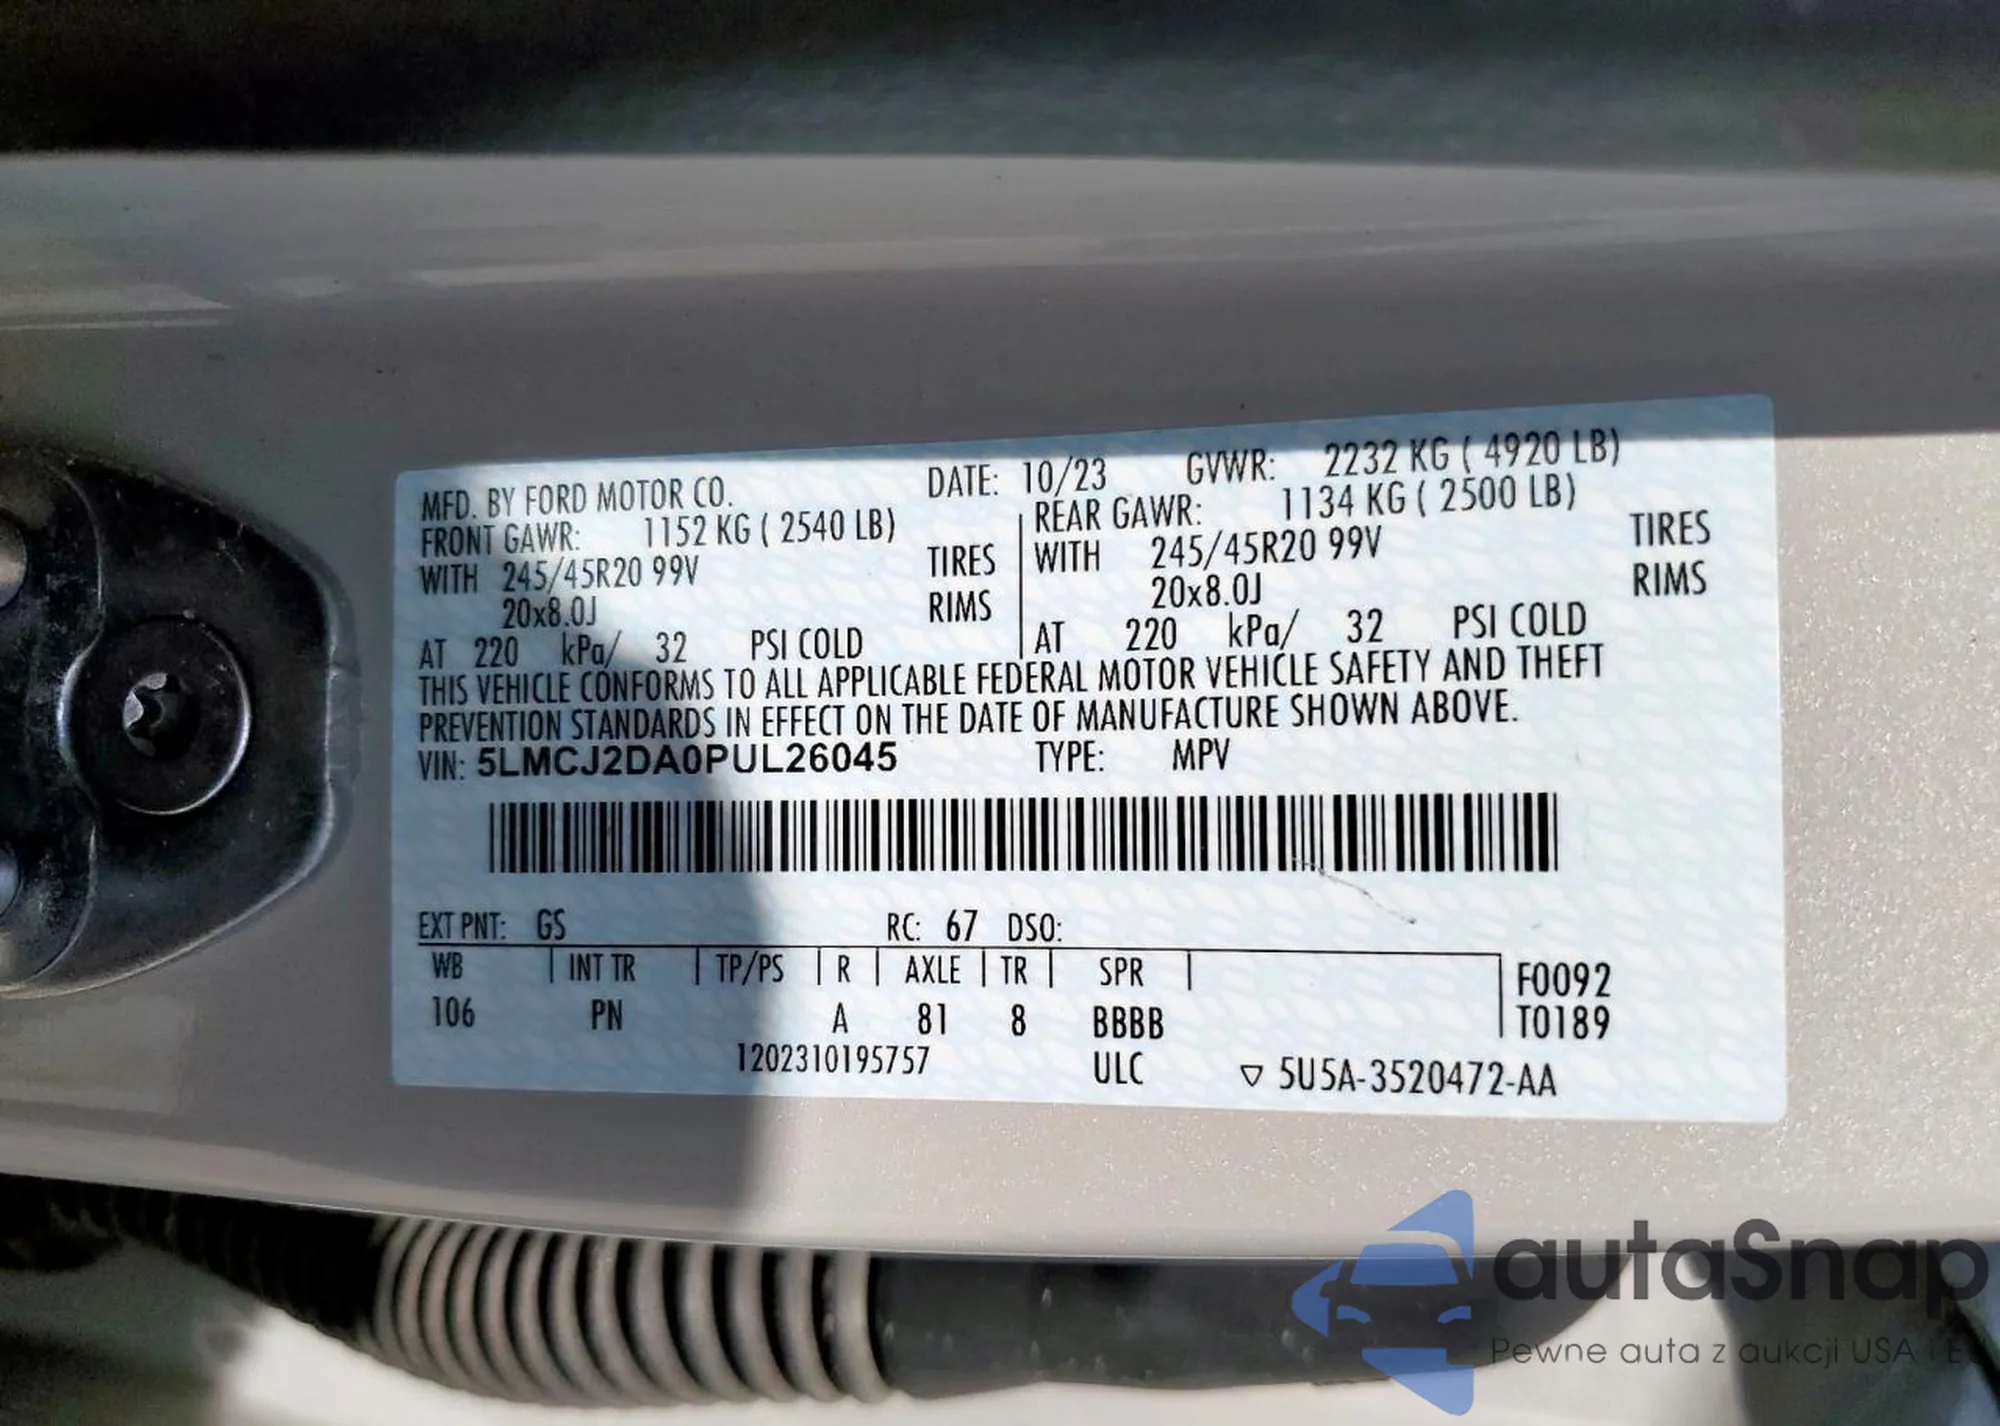 MFD. BY FORD MOTOR CO. DATE: 10/23 GVWR: 2232 KG ( 4920 LB)
FRONT GAWR: 1152 KG ( 2540 LB) REAR GAWR: 1134 KG ( 2500 LB)
WITH 245/45R20 99V TIRES WITH 245/45R20 99V TIRES
20x8.0J RIMS 20x8.0J RIMS
AT 220 kPa/ 32 PSI COLD AT 220 kPa/ 32 PSI COLD
THIS VEHICLE CONFORMS TO ALL APPLICABLE FEDERAL MOTOR VEHICLE SAFETY AND THEFT
PREVENTION STANDARDS IN EFFECT ON THE DATE OF MANUFACTURE SHOWN ABOVE.
VIN: 5LMCJ2DA0PUL26045 TYPE: MPV
EXT PNT: GS RC: 67 DSO:
WB INT TR TP/PS R AXLE TR SPR F0092
106 PN A 81 8 BBBB T0189
1202310195757 ULC ▽ 5U5A-3520472-AA
autaSnap
Pewne auta z aukcji USA i